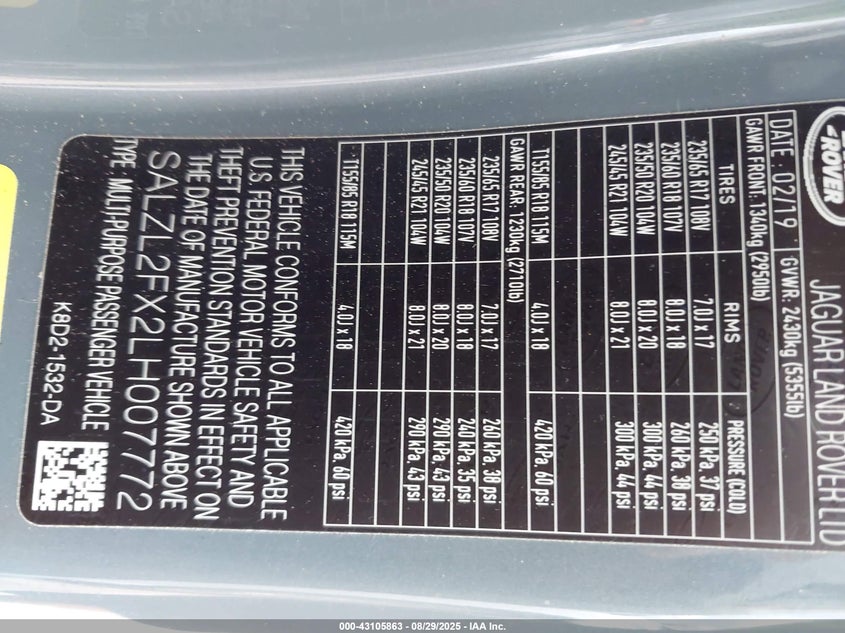 -ROVER
JAGUAR LAND ROVER LTD
DATE 02/19 GVWR: 2430kg (5355lb)
GAWR FRONT: 1340kg (2950lb)
TIRES RIMS PRESSURE (COLD)
235/65 R17 108V 7.0J x 17 250 kPa, 37 psi
235/60 R18 107V 8.0J x 18 260 kPa, 38 psi
235/50 R20 104W 8.0J x 20 300 kPa, 44 psi
245/45 R21 104W 8.0J x 21 300 kPa, 44 psi
T155/85 R18 115M 4.0J x 18 420 kPa, 60 psi
GAWR REAR: 1230kg (2710lb)
235/65 R17 108V 7.0J x 17 260 kPa, 38 psi
235/60 R18 107V 8.0J x 18 240 kPa, 35 psi
235/50 R20 104W 8.0J x 20 290 kPa, 43 psi
245/45 R21 104W 8.0J x 21 290 kPa, 43 psi
T155/85 R18 115M 4.0J x 18 420 kPa, 60 psi
THIS VEHICLE CONFORMS TO ALL APPLICABLE
U.S. FEDERAL MOTOR VEHICLE SAFETY AND
THEFT PREVENTION STANDARDS IN EFFECT ON
THE DATE OF MANUFACTURE SHOWN ABOVE
SALZL2FX2LH007772
TYPE: MULTI-PURPOSE PASSENGER VEHICLE
K8D2-1532-DA
000-43105863 - 08/29/2025 - IAA Inc.